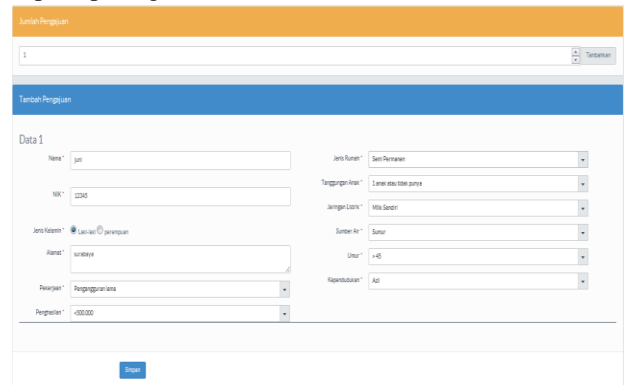 Jumlah Pengajuan
1
Tambahkan
Tambah Pengajuan
Data 1
Nama * juni
NIK * 12345
Jenis Kelamin * Laki-laki perempuan
Alamat * surabaya
Pekerjaan * Pengangguran lama
Penghasilan * <500.000
Jenis Rumah * Semi Permanen
Tanggungan Anak * 1 anak atau tidak punya
Jaringan Listrik * Milik Sendiri
Sumber Air * Sumur
Umur * >45
Kependudukan * Asli
Simpan